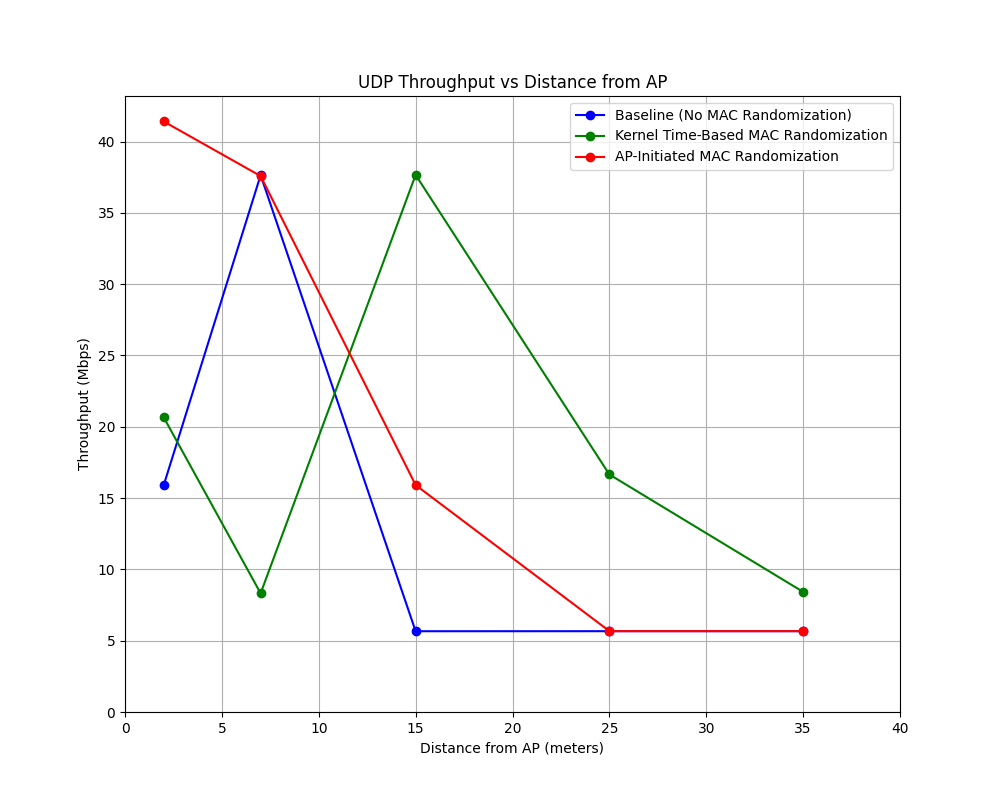 UDP Throughput vs Distance from AP
Baseline (No MAC Randomization)
Kernel Time-Based MAC Randomization
AP-Initiated MAC Randomization
Throughput (Mbps)
40
35
30
25
20
15
10
5
0
0 5 10 15 20 25 30 35 40
Distance from AP (meters)